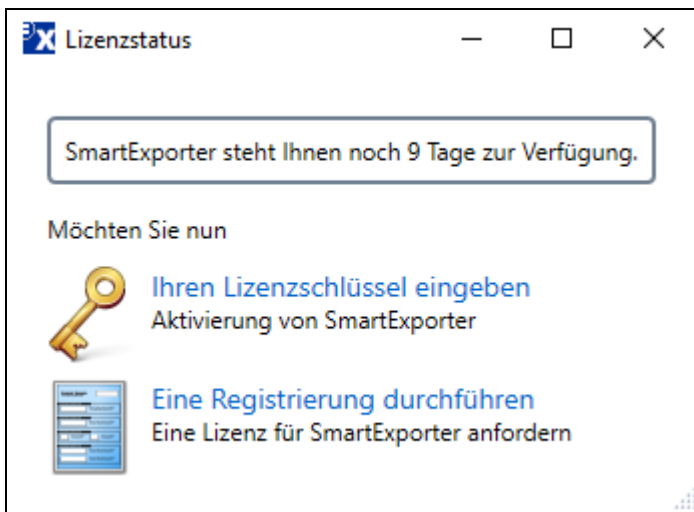 Lizenzstatus
SmartExporter steht Ihnen noch 9 Tage zur Verfügung.
Möchten Sie nun
Ihren Lizenzschlüssel eingeben
Aktivierung von SmartExporter
Eine Registrierung durchführen
Eine Lizenz für SmartExporter anfordern